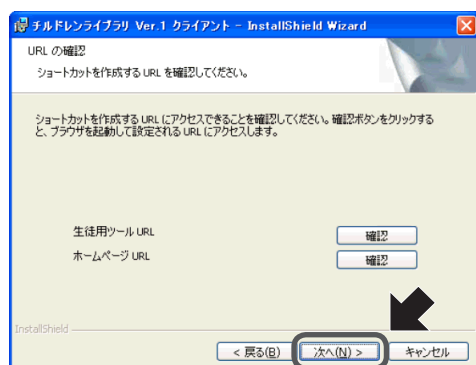 チルドレンライブラリ Ver.1 クライアント - InstallShield Wizard
URL の確認
ショートカットを作成する URL を確認してください。
ショートカットを作成する URL にアクセスできることを確認してください。確認ボタンをクリックする
と、ブラウザを起動して設定される URL にアクセスします。
生徒用ツール URL
確認
ホームページ URL
確認
InstallShield
< 戻る(B)
次へ(N) >
キャンセル